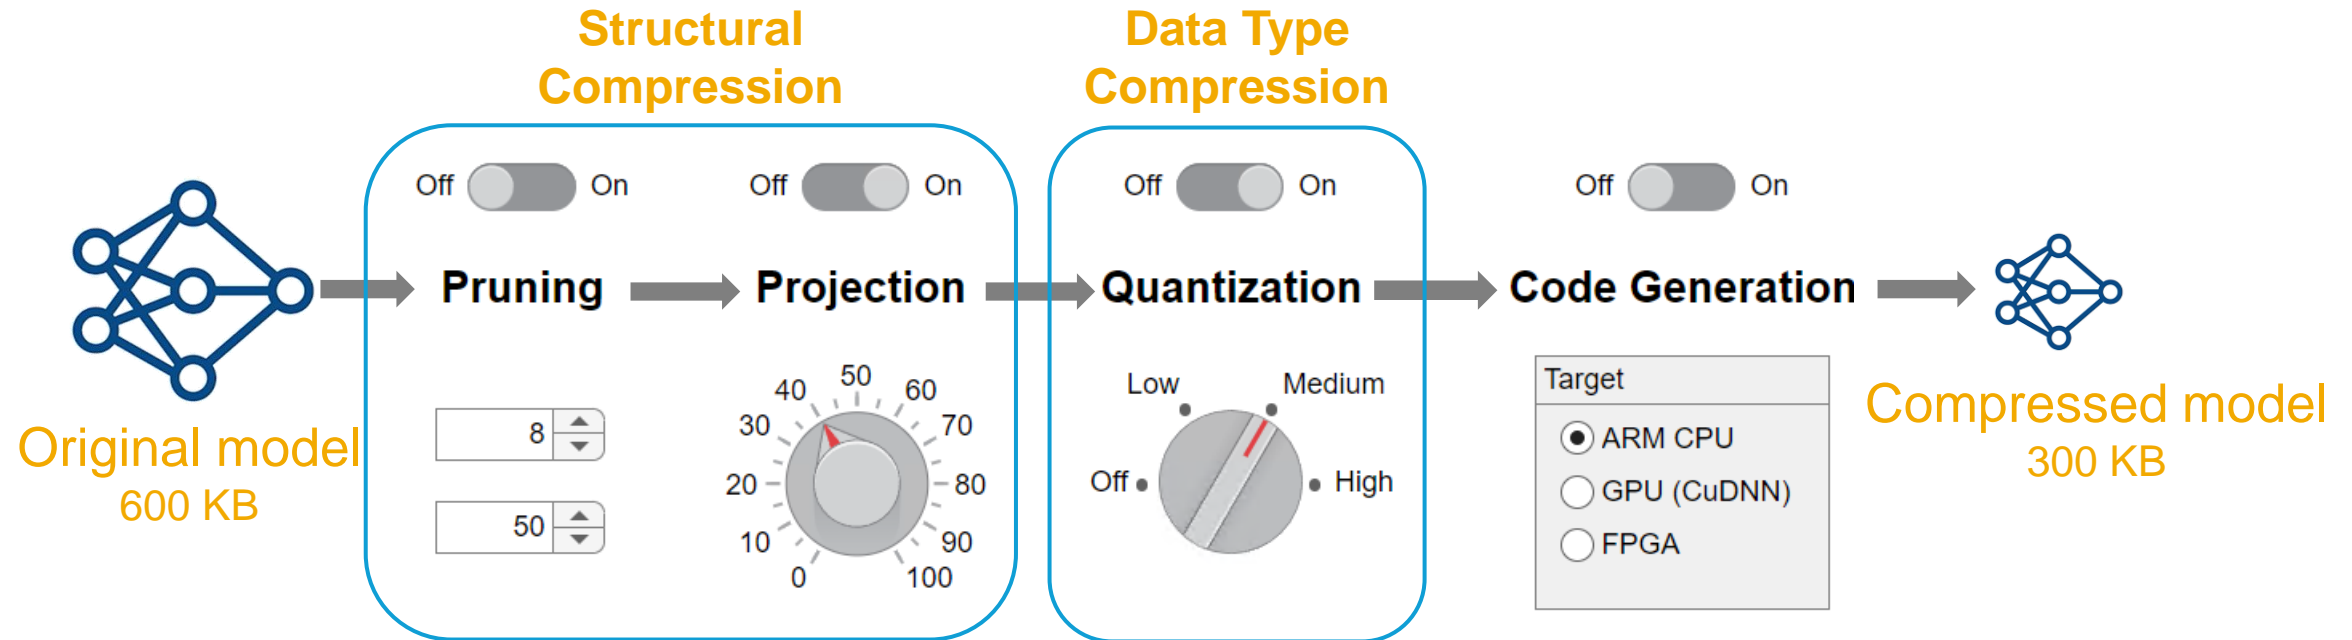 Structural
Compression
Data Type
Compression
Off On
Off On
Off On
Off On
Pruning
Projection
Quantization
Code Generation
Original model
600 KB
8
50
0
10
20
30
40
50
60
70
80
90
100
Off
Low
Medium
High
Target
ARM CPU
GPU (CuDNN)
FPGA
Compressed model
300 KB